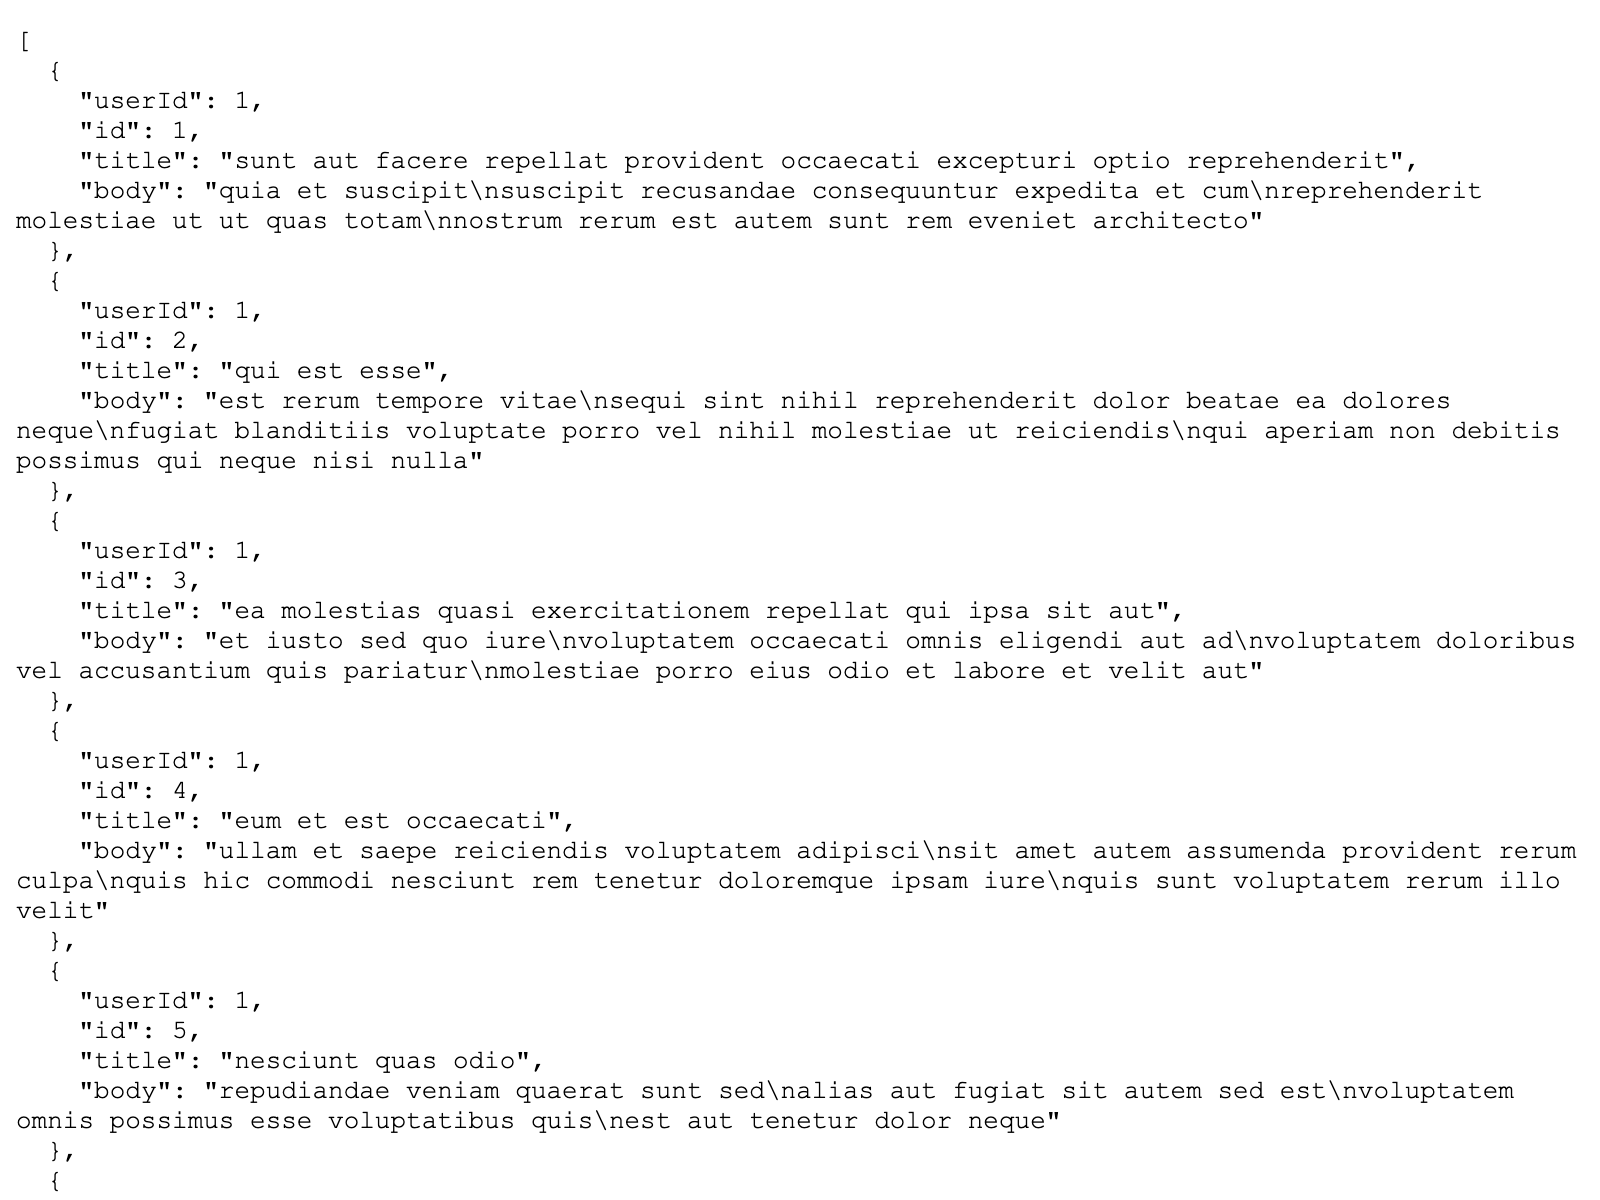 [
  {
    "userId": 1,
    "id": 1,
    "title": "sunt aut facere repellat provident occaecati excepturi optio reprehenderit",
    "body": "quia et suscipit\nsuscipit recusandae consequuntur expedita et cum\nreprehenderit
molestiae ut ut quas totam\nnostrum rerum est autem sunt rem eveniet architecto"
  },
  {
    "userId": 1,
    "id": 2,
    "title": "qui est esse",
    "body": "est rerum tempore vitae\nsequi sint nihil reprehenderit dolor beatae ea dolores
neque\nfugiat blanditiis voluptate porro vel nihil molestiae ut reiciendis\nqui aperiam non debitis
possimus qui neque nisi nulla"
  },
  {
    "userId": 1,
    "id": 3,
    "title": "ea molestias quasi exercitationem repellat qui ipsa sit aut",
    "body": "et iusto sed quo iure\nvoluptatem occaecati omnis eligendi aut ad\nvoluptatem doloribus
vel accusantium quis pariatur\nmolestiae porro eius odio et labore et velit aut"
  },
  {
    "userId": 1,
    "id": 4,
    "title": "eum et est occaecati",
    "body": "ullam et saepe reiciendis voluptatem adipisci\nsit amet autem assumenda provident rerum
culpa\nquis hic commodi nesciunt rem tenetur doloremque ipsam iure\nquis sunt voluptatem rerum illo
velit"
  },
  {
    "userId": 1,
    "id": 5,
    "title": "nesciunt quas odio",
    "body": "repudiandae veniam quaerat sunt sed\nalias aut fugiat sit autem sed est\nvoluptatem
omnis possimus esse voluptatibus quis\nest aut tenetur dolor neque"
  },
  {